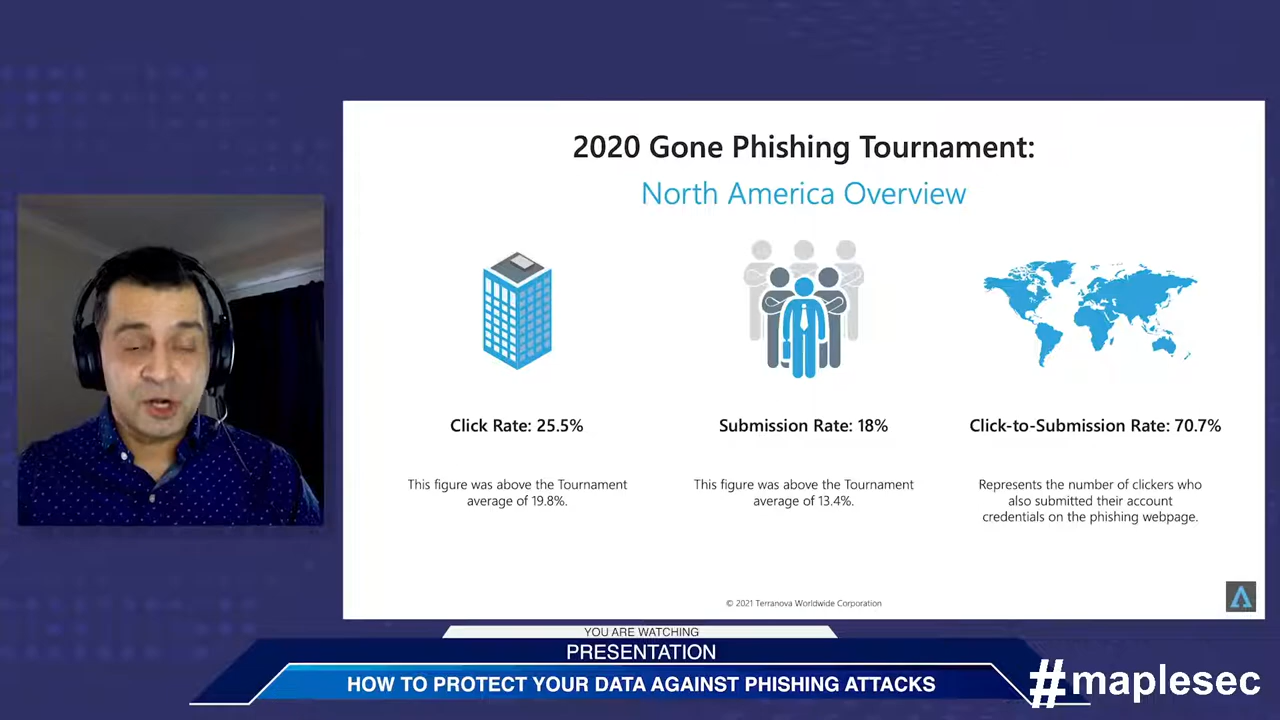 2020 Gone Phishing Tournament:
North America Overview
Click Rate: 25.5%
This figure was above the Tournament
average of 19.8%.
Submission Rate: 18%
This figure was above the Tournament
average of 13.4%.
Click-to-Submission Rate: 70.7%
Represents the number of clickers who
also submitted their account
credentials on the phishing webpage.
© 2021 Terranova Worldwide Corporation
YOU ARE WATCHING
PRESENTATION
HOW TO PROTECT YOUR DATA AGAINST PHISHING ATTACKS
#maplesec